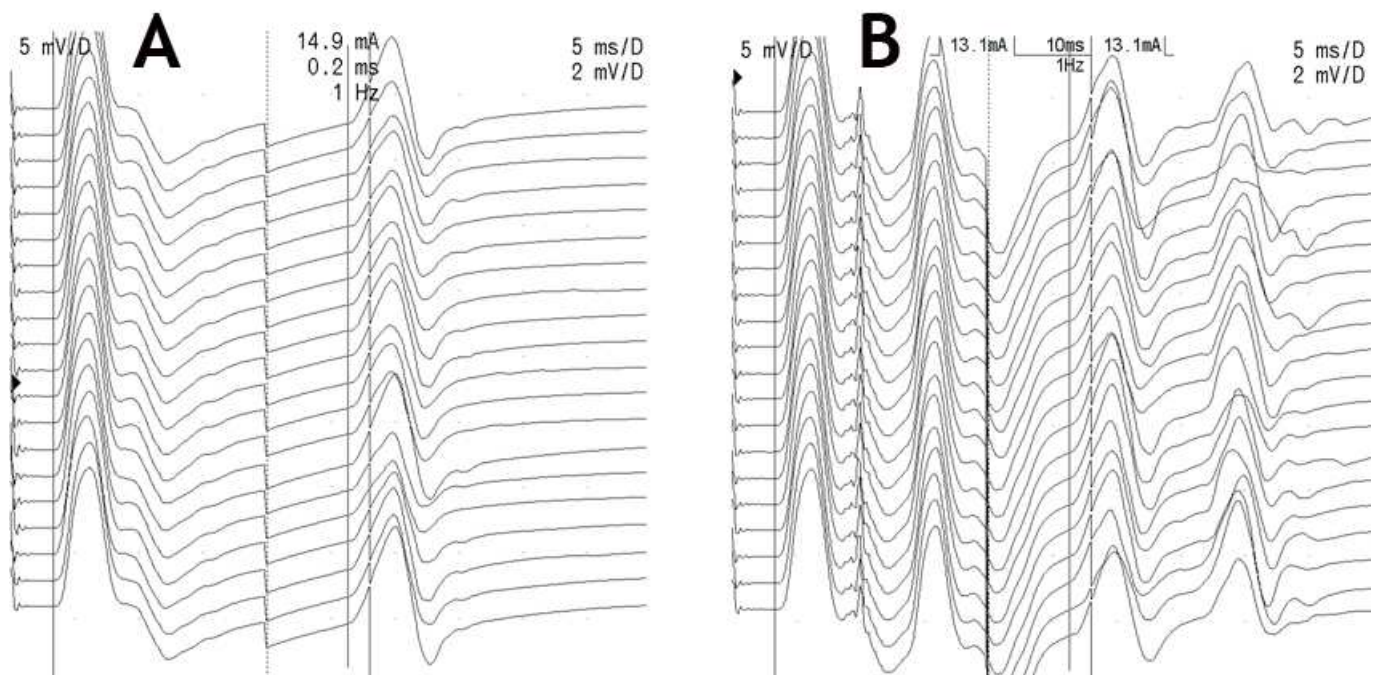 A
5 mV/D
14.9 mA
0.2 ms
1 Hz
5 ms/D
2 mV/D
B
5 mV/D
13.1mA 10ms 13.1mA
1Hz
5 ms/D
2 mV/D